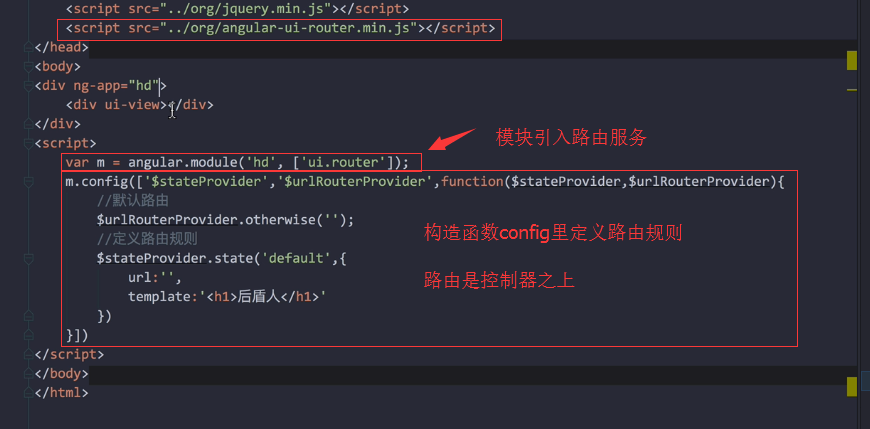 <script src="../org/jquery.min.js"></script>
<script src="../org/angular-ui-router.min.js"></script>
</head>
<body>
<div ng-app="hd">
<div ui-view></div>
</div>
<script>
模块引入路由服务
var m = angular.module('hd', ['ui.router']);
m.config(['$stateProvider','$urlRouterProvider',function($stateProvider,$urlRouterProvider){
//默认路由
$urlRouterProvider.otherwise('');
构造函数config里定义路由规则
//定义路由规则
$stateProvider.state('default',{
url:'',
路由是控制器之上
template:'<h1>后盾人</h1>'
})
}])
</script>
</body>
</html>